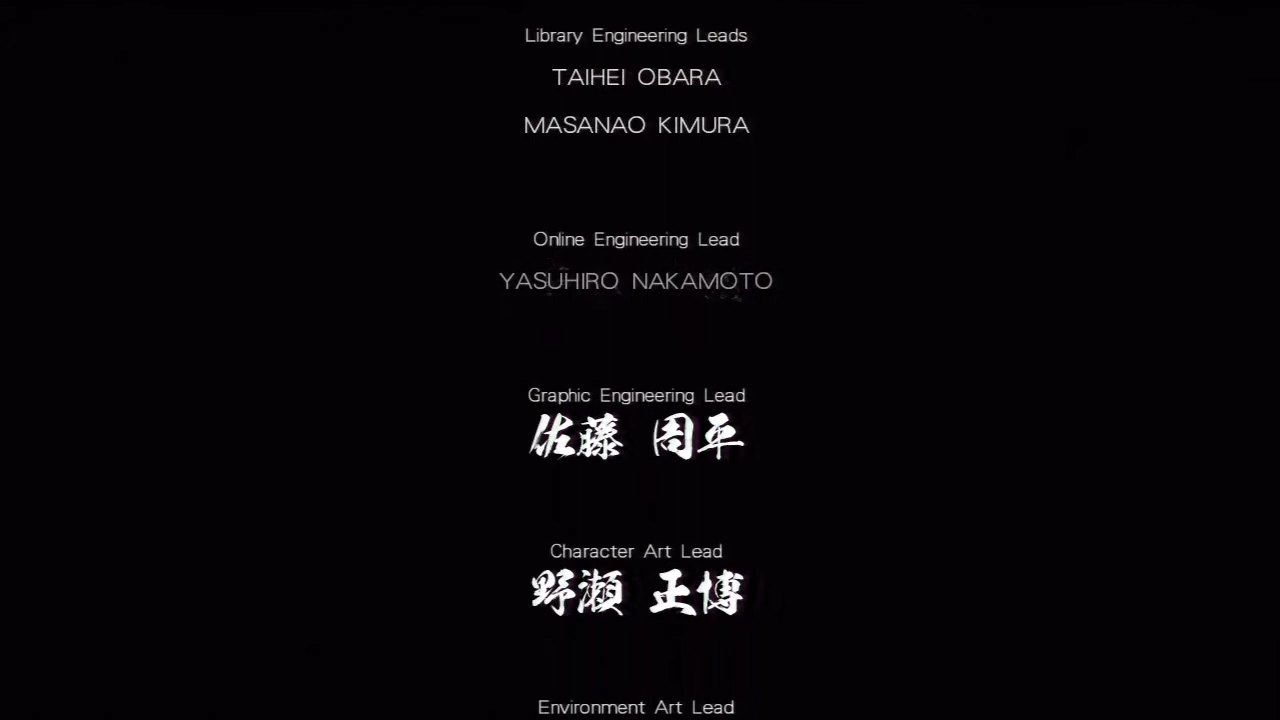 Library Engineering Leads
TAIHEI OBARA
MASANAO KIMURA
Online Engineering Lead
YASUHIRO NAKAMOTO
Graphic Engineering Lead
佐藤 周平
Character Art Lead
野瀬 正博
Environment Art Lead